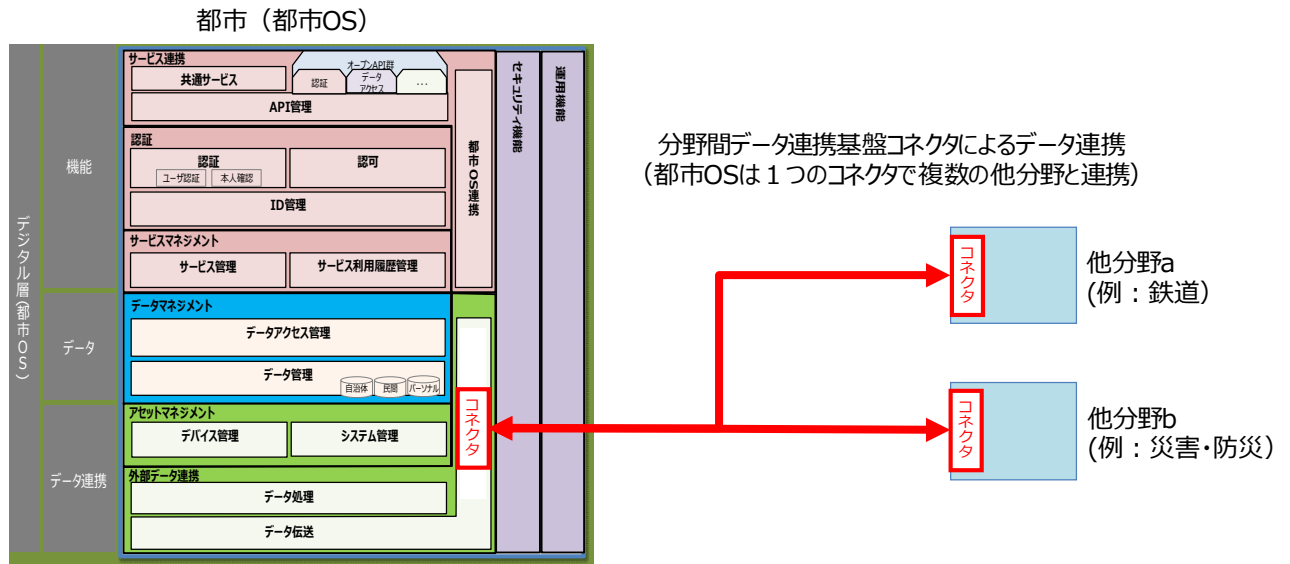 都市（都市OS）
デジタル層(都市OS)
機能
データ
データ連携
サービス連携
共通サービス
オープンAPI群
認証
データ
アクセス
…
API管理
認証
認証
ユーザ認証
本人確認
認可
ID管理
サービスマネジメント
サービス管理
サービス利用履歴管理
都市OS連携
データマネジメント
データアクセス管理
データ管理
自治体
民間
パーソナル
アセットマネジメント
デバイス管理
システム管理
外部データ連携
データ処理
データ伝送
コネクタ
セキュリティ機能
運用機能
分野間データ連携基盤コネクタによるデータ連携
（都市OSは１つのコネクタで複数の他分野と連携）
コネクタ
他分野a
(例：鉄道）
コネクタ
他分野b
(例：災害・防災）